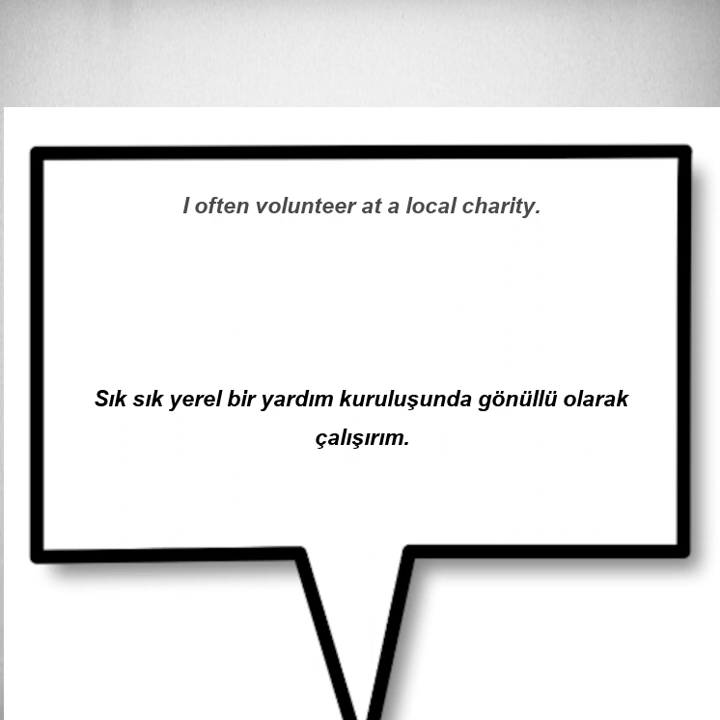 I often volunteer at a local charity.
Sık sık yerel bir yardım kuruluşunda gönüllü olarak
çalışırım.